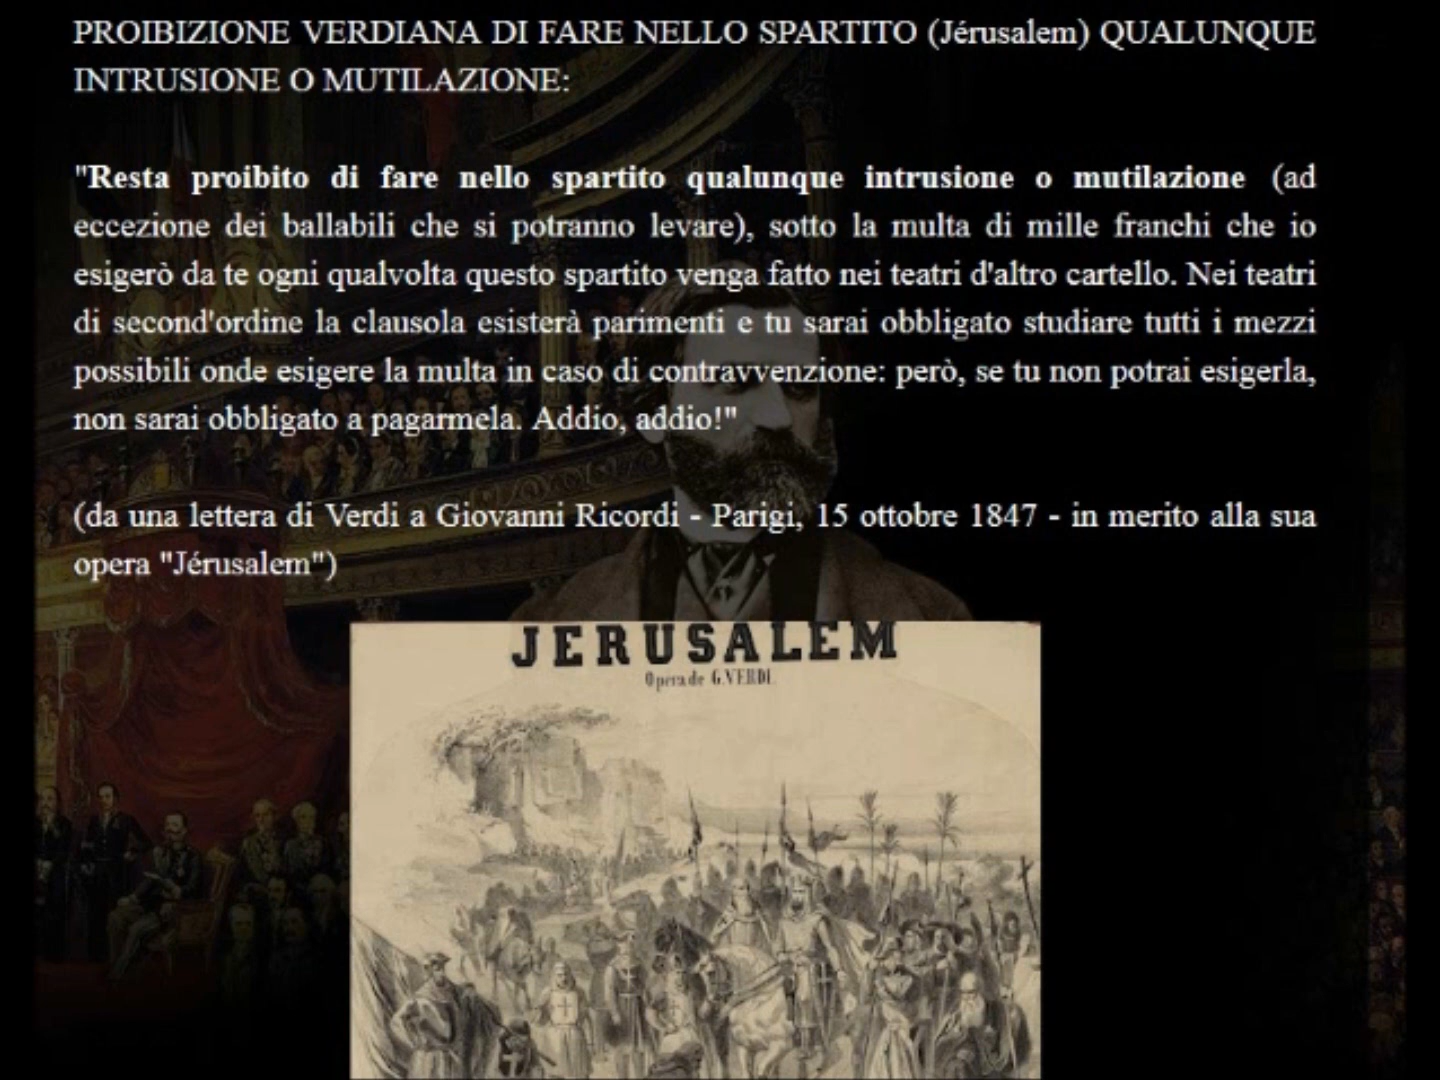 PROIBIZIONE VERDIANA DI FARE NELLO SPARTITO (Jérusalem) QUALUNQUE
INTRUSIONE O MUTILAZIONE:
"Resta proibito di fare nello spartito qualunque intrusione o mutilazione (ad
eccezione dei ballabili che si potranno levare), sotto la multa di mille franchi che io
esigerò da te ogni qualvolta questo spartito venga fatto nei teatri d'altro cartello. Nei teatri
di second'ordine la clausola esisterà parimenti e tu sarai obbligato studiare tutti i mezzi
possibili onde esigere la multa in caso di contravvenzione: però, se tu non potrai esigerla,
non sarai obbligato a pagarmela. Addio, addio!"
(da una lettera di Verdi a Giovanni Ricordi - Parigi, 15 ottobre 1847 - in merito alla sua
opera "Jérusalem")
JERUSALEM
Opera de G.VERDI